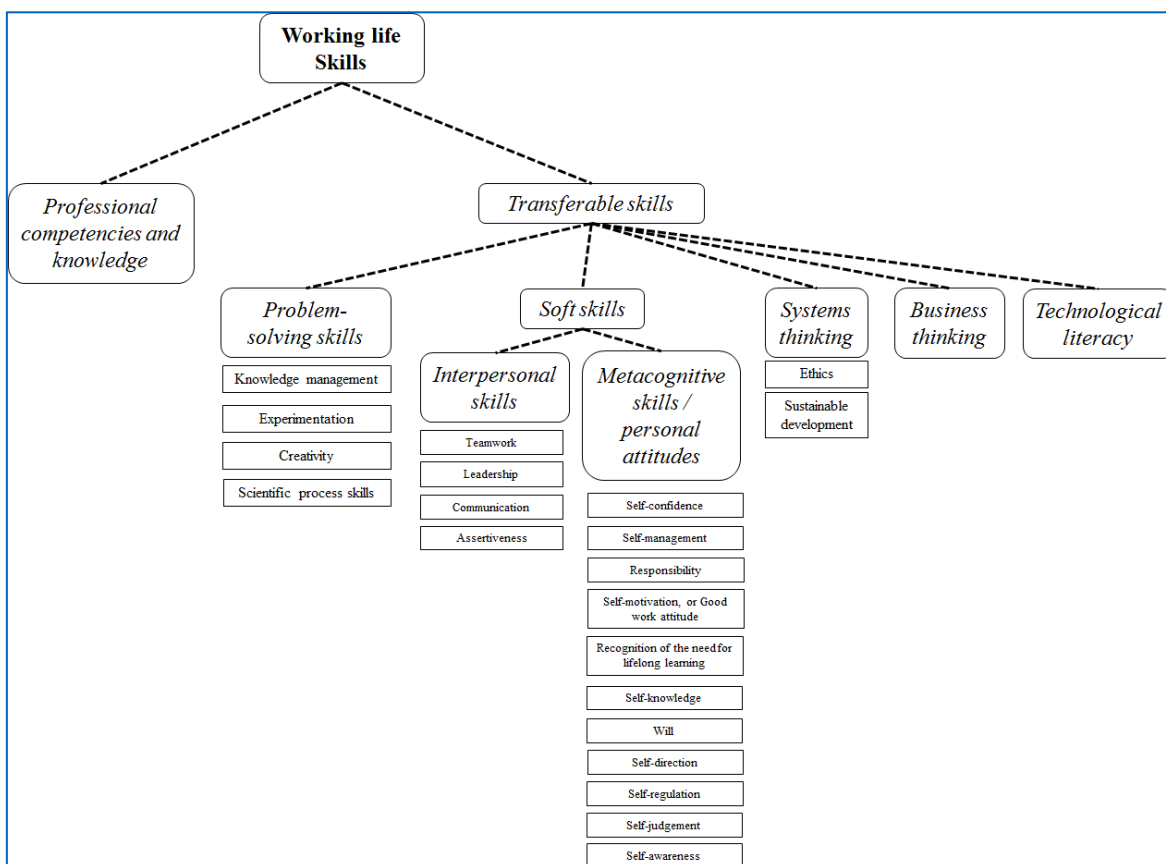 Working life
Skills
Professional
competencies and
knowledge
Transferable skills
Problem-
solving skills
Soft skills
Systems
thinking
Business
thinking
Technological
literacy
Knowledge management
Experimentation
Creativity
Scientific process skills
Interpersonal
skills
Teamwork
Leadership
Communication
Assertiveness
Metacognitive
skills /
personal
attitudes
Self-confidence
Self-management
Responsibility
Self-motivation, or Good
work attitude
Recognition of the need for
lifelong learning
Self-knowledge
Will
Self-direction
Self-regulation
Self-judgement
Self-awareness
Ethics
Sustainable
development